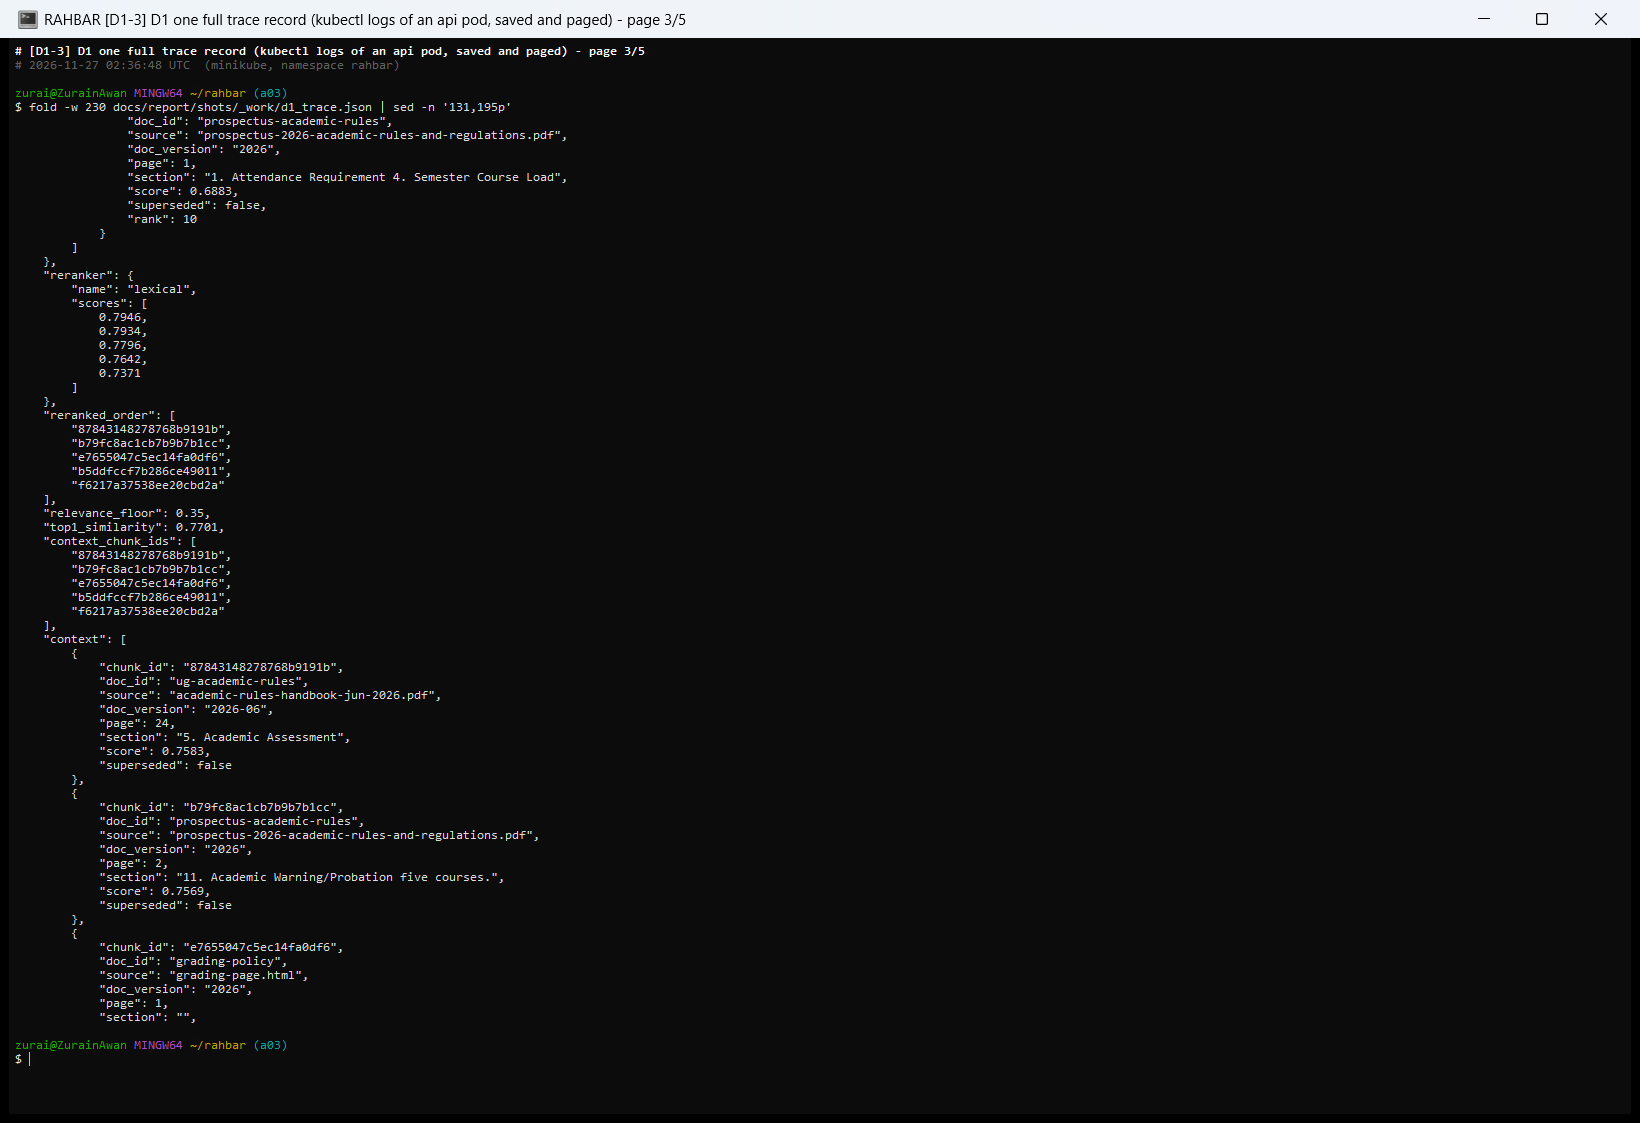 RAHBAR [D1-3] D1 one full trace record (kubectl logs of an api pod, saved and paged) - page 3/5
# [D1-3] D1 one full trace record (kubectl logs of an api pod, saved and paged) - page 3/5
# 2026-11-27 02:36:48 UTC  (minikube, namespace rahbar)
zurai@ZurainAwan MINGW64 ~/rahbar (a03)
$ fold -w 230 docs/report/shots/_work/d1_trace.json | sed -n '131,195p'
"doc_id": "prospectus-academic-rules",
"source": "prospectus-2026-academic-rules-and-regulations.pdf",
"doc_version": "2026",
"page": 1,
"section": "1. Attendance Requirement 4. Semester Course Load",
"score": 0.6883,
"superseded": false,
"rank": 10
}
]
},
"reranker": {
"name": "lexical",
"scores": [
0.7946,
0.7934,
0.7796,
0.7642,
0.7371
]
},
"reranked_order": [
"87843148278768b9191b",
"b79fc8ac1cb7b9b7b1cc",
"e7655047c5ec14fa0df6",
"b5ddfccf7b286ce49011",
"f6217a37538ee20cbd2a"
],
"relevance_floor": 0.35,
"top1_similarity": 0.7701,
"context_chunk_ids": [
"87843148278768b9191b",
"b79fc8ac1cb7b9b7b1cc",
"e7655047c5ec14fa0df6",
"b5ddfccf7b286ce49011",
"f6217a37538ee20cbd2a"
],
"context": [
{
"chunk_id": "87843148278768b9191b",
"doc_id": "ug-academic-rules",
"source": "academic-rules-handbook-jun-2026.pdf",
"doc_version": "2026-06",
"page": 24,
"section": "5. Academic Assessment",
"score": 0.7583,
"superseded": false
},
{
"chunk_id": "b79fc8ac1cb7b9b7b1cc",
"doc_id": "prospectus-academic-rules",
"source": "prospectus-2026-academic-rules-and-regulations.pdf",
"doc_version": "2026",
"page": 2,
"section": "11. Academic Warning/Probation five courses.",
"score": 0.7569,
"superseded": false
},
{
"chunk_id": "e7655047c5ec14fa0df6",
"doc_id": "grading-policy",
"source": "grading-page.html",
"doc_version": "2026",
"page": 1,
"section": "",
zurai@ZurainAwan MINGW64 ~/rahbar (a03)
$